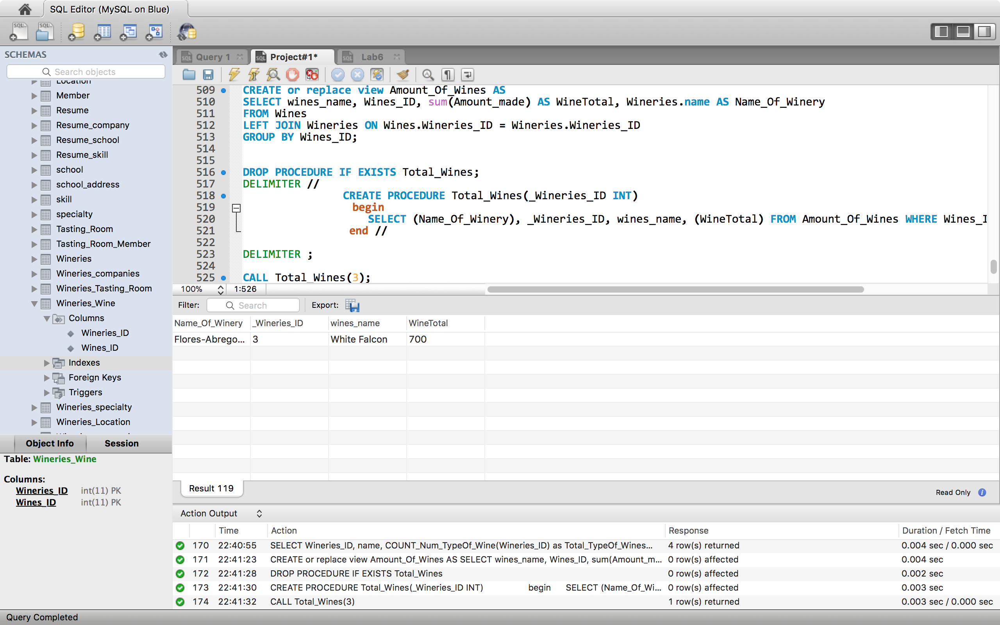 SQL Editor (MySQL on Blue)
SQL
SQL
SCHEMAS
Search objects
Location
Member
Resume
Resume_company
Resume_school
Resume_skill
school
school_address
skill
specialty
Tasting_Room
Tasting_Room_Member
Wineries
Wineries_companies
Wineries_Tasting_Room
Wineries_Wine
Columns
Wineries_ID
Wines_ID
Indexes
Foreign Keys
Triggers
Wineries_specialty
Wineries_Location
Object Info Session
Table: Wineries_Wine
Columns:
Wineries_ID int(11) PK
Wines_ID int(11) PK
SQL Query 1 SQL Project#1* SQL Lab6
509 CREATE or replace view Amount_Of_Wines AS
510 SELECT wines_name, Wines_ID, sum(Amount_made) AS WineTotal, Wineries.name AS Name_Of_Winery
511 FROM Wines
512 LEFT JOIN Wineries ON Wines.Wineries_ID = Wineries.Wineries_ID
513 GROUP BY Wines_ID;
514
515
516 DROP PROCEDURE IF EXISTS Total_Wines;
517 DELIMITER //
518 CREATE PROCEDURE Total_Wines(_Wineries_ID INT)
519 begin
520 SELECT (Name_Of_Winery), _Wineries_ID, wines_name, (WineTotal) FROM Amount_Of_Wines WHERE Wines_I
521 end //
522
523 DELIMITER ;
524
525 CALL Total_Wines(3);
100% 1:526
Filter: Search Export:
Name_Of_Winery _Wineries_ID wines_name WineTotal
Flores-Abrego... 3 White Falcon 700
Result 119
Read Only
Action Output
Time Action Response Duration / Fetch Time
170 22:40:55 SELECT Wineries_ID, name, COUNT_Num_TypeOf_Wine(Wineries_ID) as Total_TypeOf_Wines... 4 row(s) returned 0.004 sec / 0.000 sec
171 22:41:23 CREATE or replace view Amount_Of_Wines AS SELECT wines_name, Wines_ID, sum(Amount_m... 0 row(s) affected 0.004 sec
172 22:41:28 DROP PROCEDURE IF EXISTS Total_Wines 0 row(s) affected 0.002 sec
173 22:41:30 CREATE PROCEDURE Total_Wines(_Wineries_ID INT) begin SELECT (Name_Of_Wi... 0 row(s) affected 0.003 sec
174 22:41:32 CALL Total_Wines(3) 1 row(s) returned 0.003 sec / 0.000 sec
Query Completed